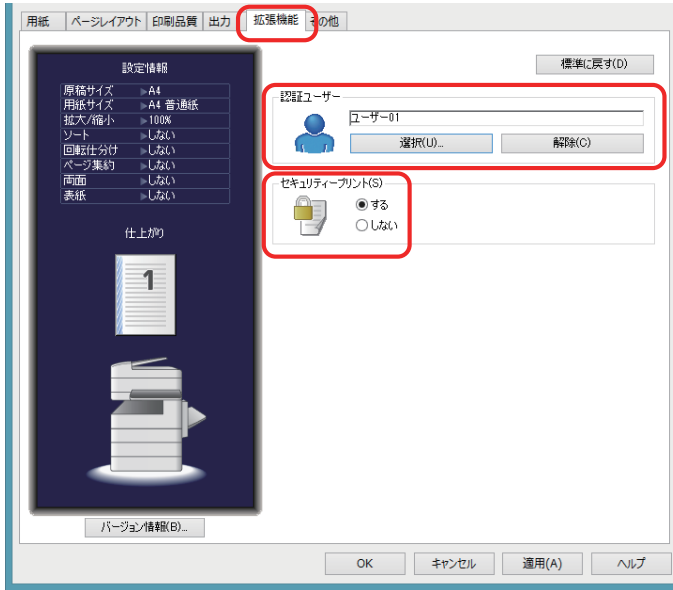 用紙 ページレイアウト 印刷品質 出力 拡張機能 その他
標準に戻す(D)
設定情報
原稿サイズ ▶A4
用紙サイズ ▶A4 普通紙
拡大/縮小 ▶100%
ソート ▶しない
回転仕分け ▶しない
ページ集約 ▶しない
両面 ▶しない
表紙 ▶しない
仕上がり
1
バージョン情報(B)...
認証ユーザー
ユーザー01
選択(U)... 解除(C)
セキュリティープリント(S)
する
しない
OK キャンセル 適用(A) ヘルプ